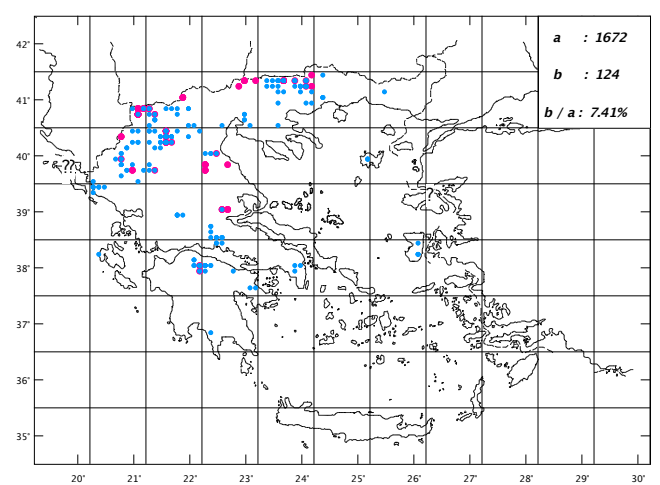 42'
a : 1672
b : 124
41'
b / a : 7.41%
40'
??
39'
?
38'
37'
36'
35'
20' 21' 22' 23' 24' 25' 26' 27' 28' 29' 30'